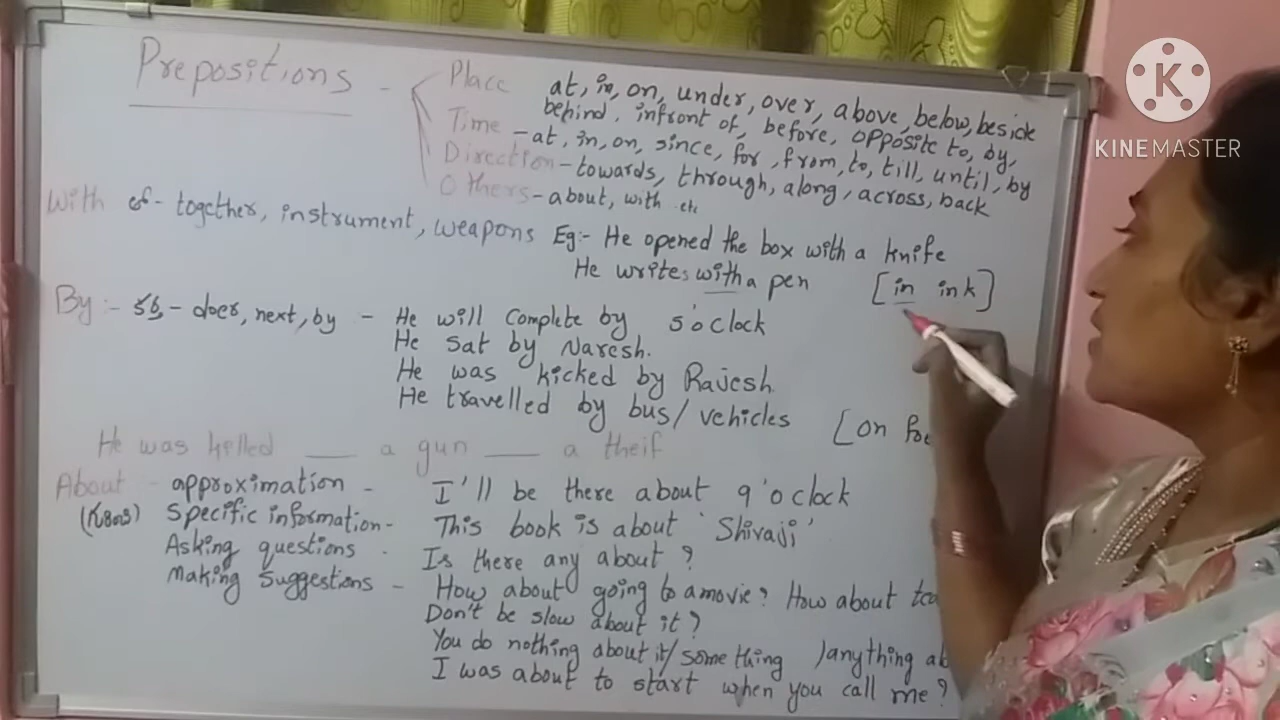 Prepositions - Place at, in, on, under, over, above, below, beside
behind, infront of, before, opposite to, by,
Time - at, in, on, since, for, from, to, till, until, by
Direction - towards, through, along, across, back
Others - about, with etc
With of - together, instrument, weapons Eg:- He opened the box with a knife
He writes with a pen [in ink]
By :- - doer, next, by - He will complete by 5'o clock
He sat by Naresh.
He was kicked by Rajesh.
He travelled by bus/vehicles [on
He was killed ___ a gun ___ a theif
About - approximation - I'll be there about 9'o clock
Specific information - This book is about 'Shivaji'
Asking questions - Is there any about ?
Making suggestions - How about going to a movie? How about
Don't be slow about it?
You do nothing about it/something /anything
I was about to start when you call me?
KINEMASTER